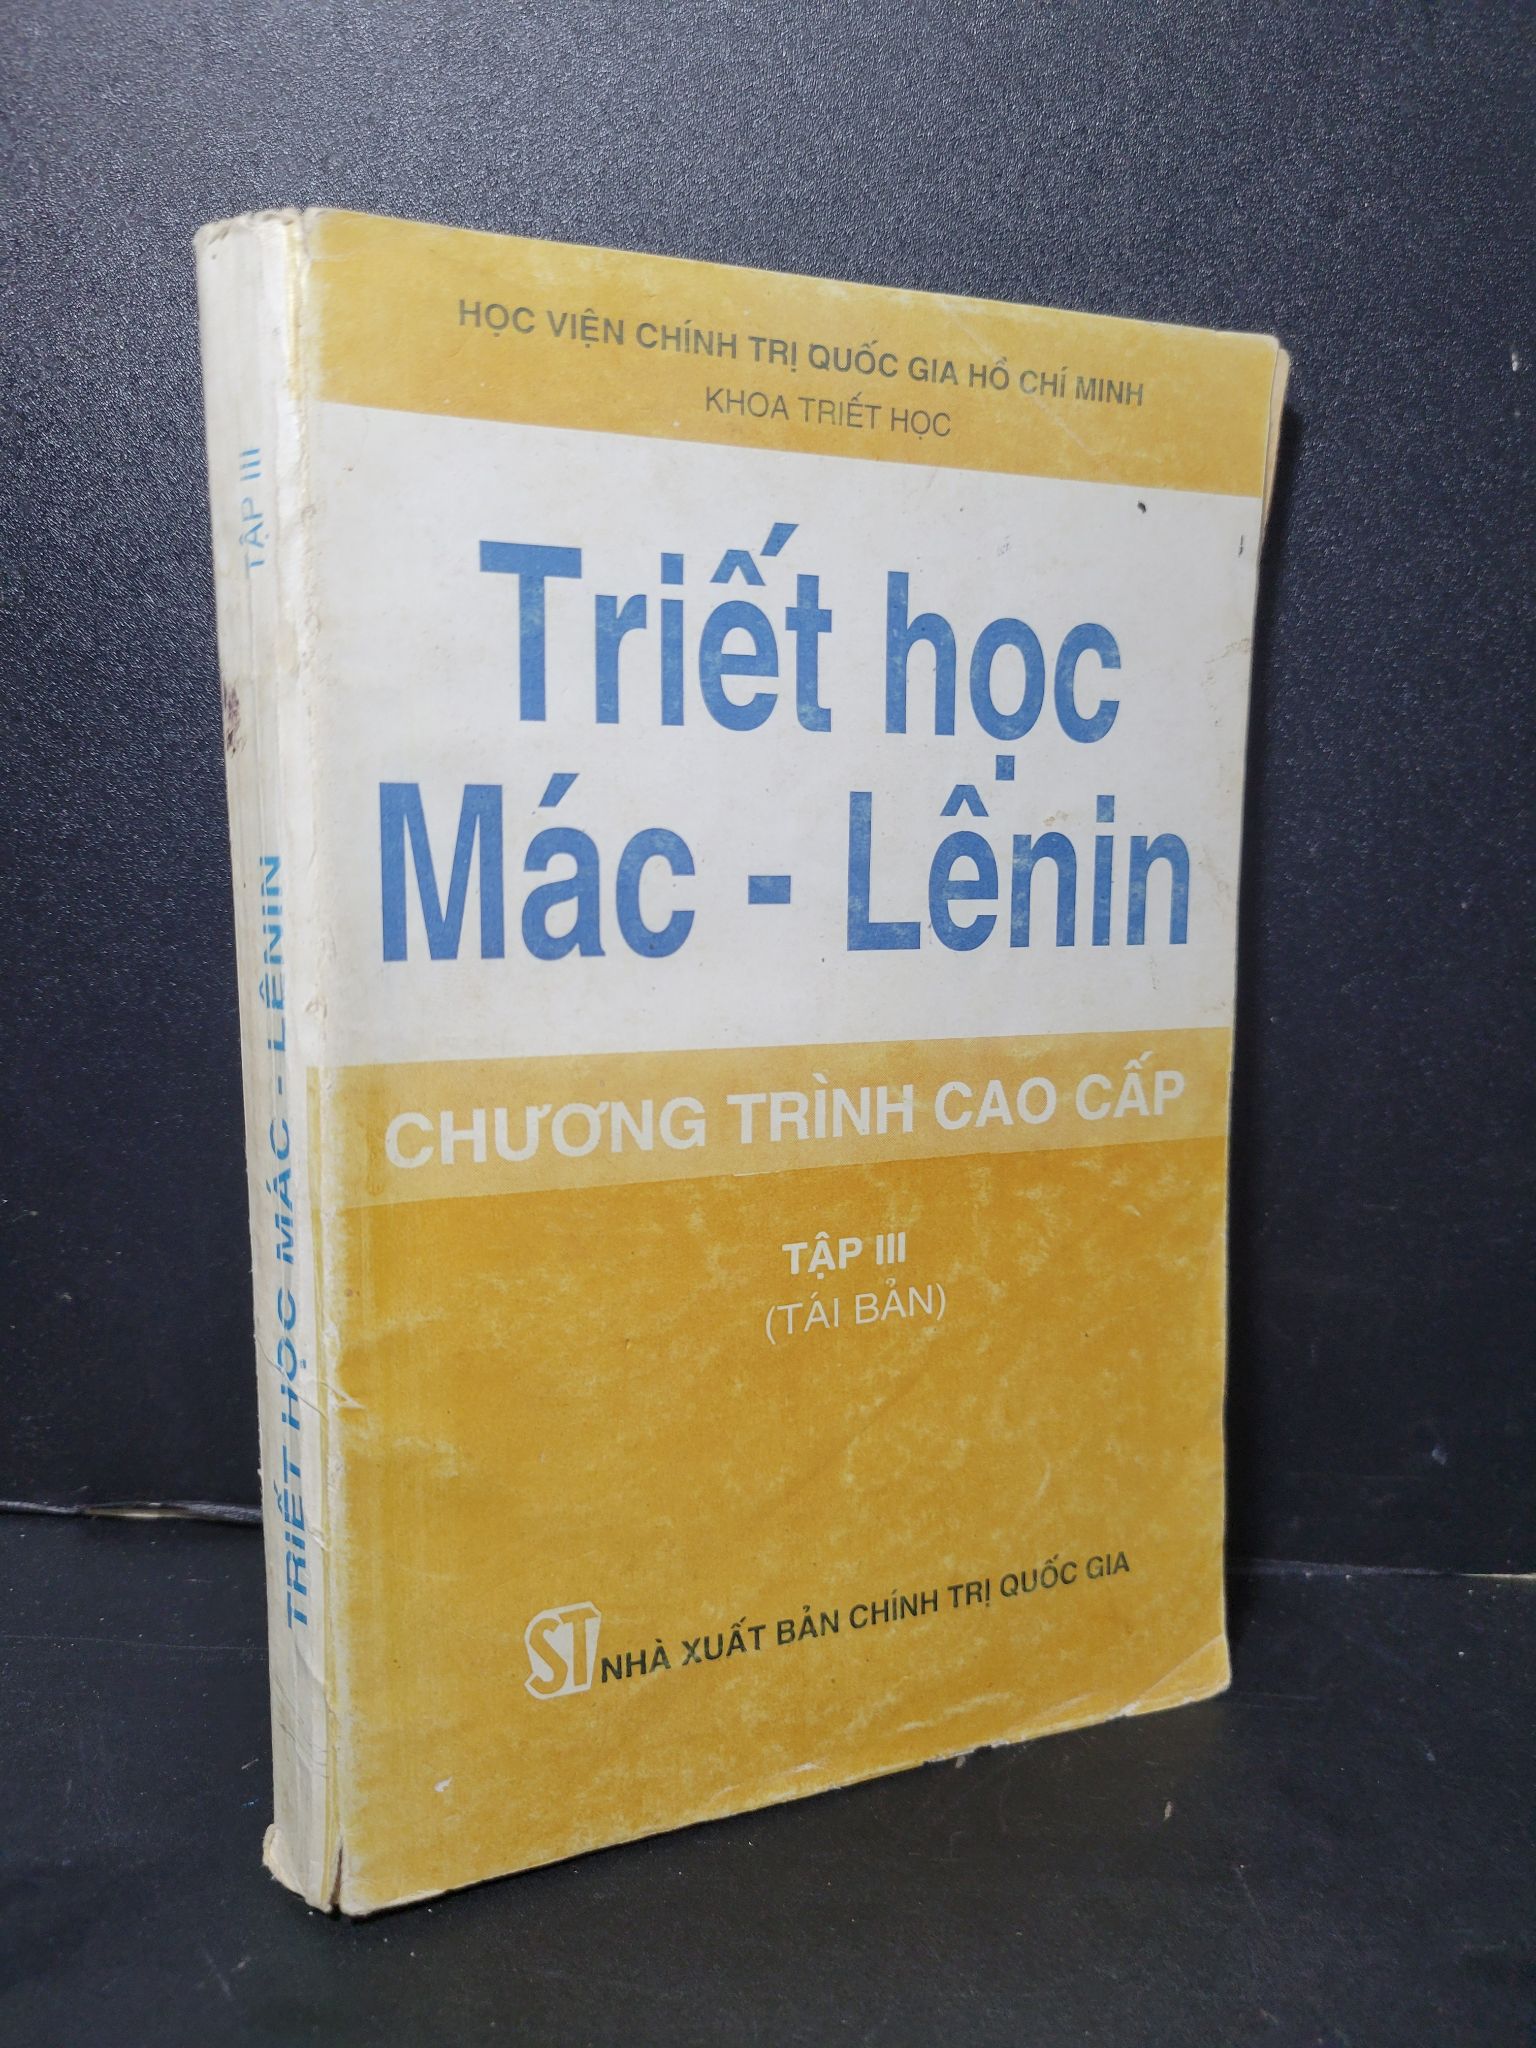 HỌC VIỆN CHÍNH TRỊ QUỐC GIA HỒ CHÍ MINH
KHOA TRIẾT HỌC
Triết học
Mác - Lênin
CHƯƠNG TRÌNH CAO CẤP
TẬP III
(TÁI BẢN)
ST NHÀ XUẤT BẢN CHÍNH TRỊ QUỐC GIA
TRIẾT HỌC MÁC - LÊNIN TẬP III